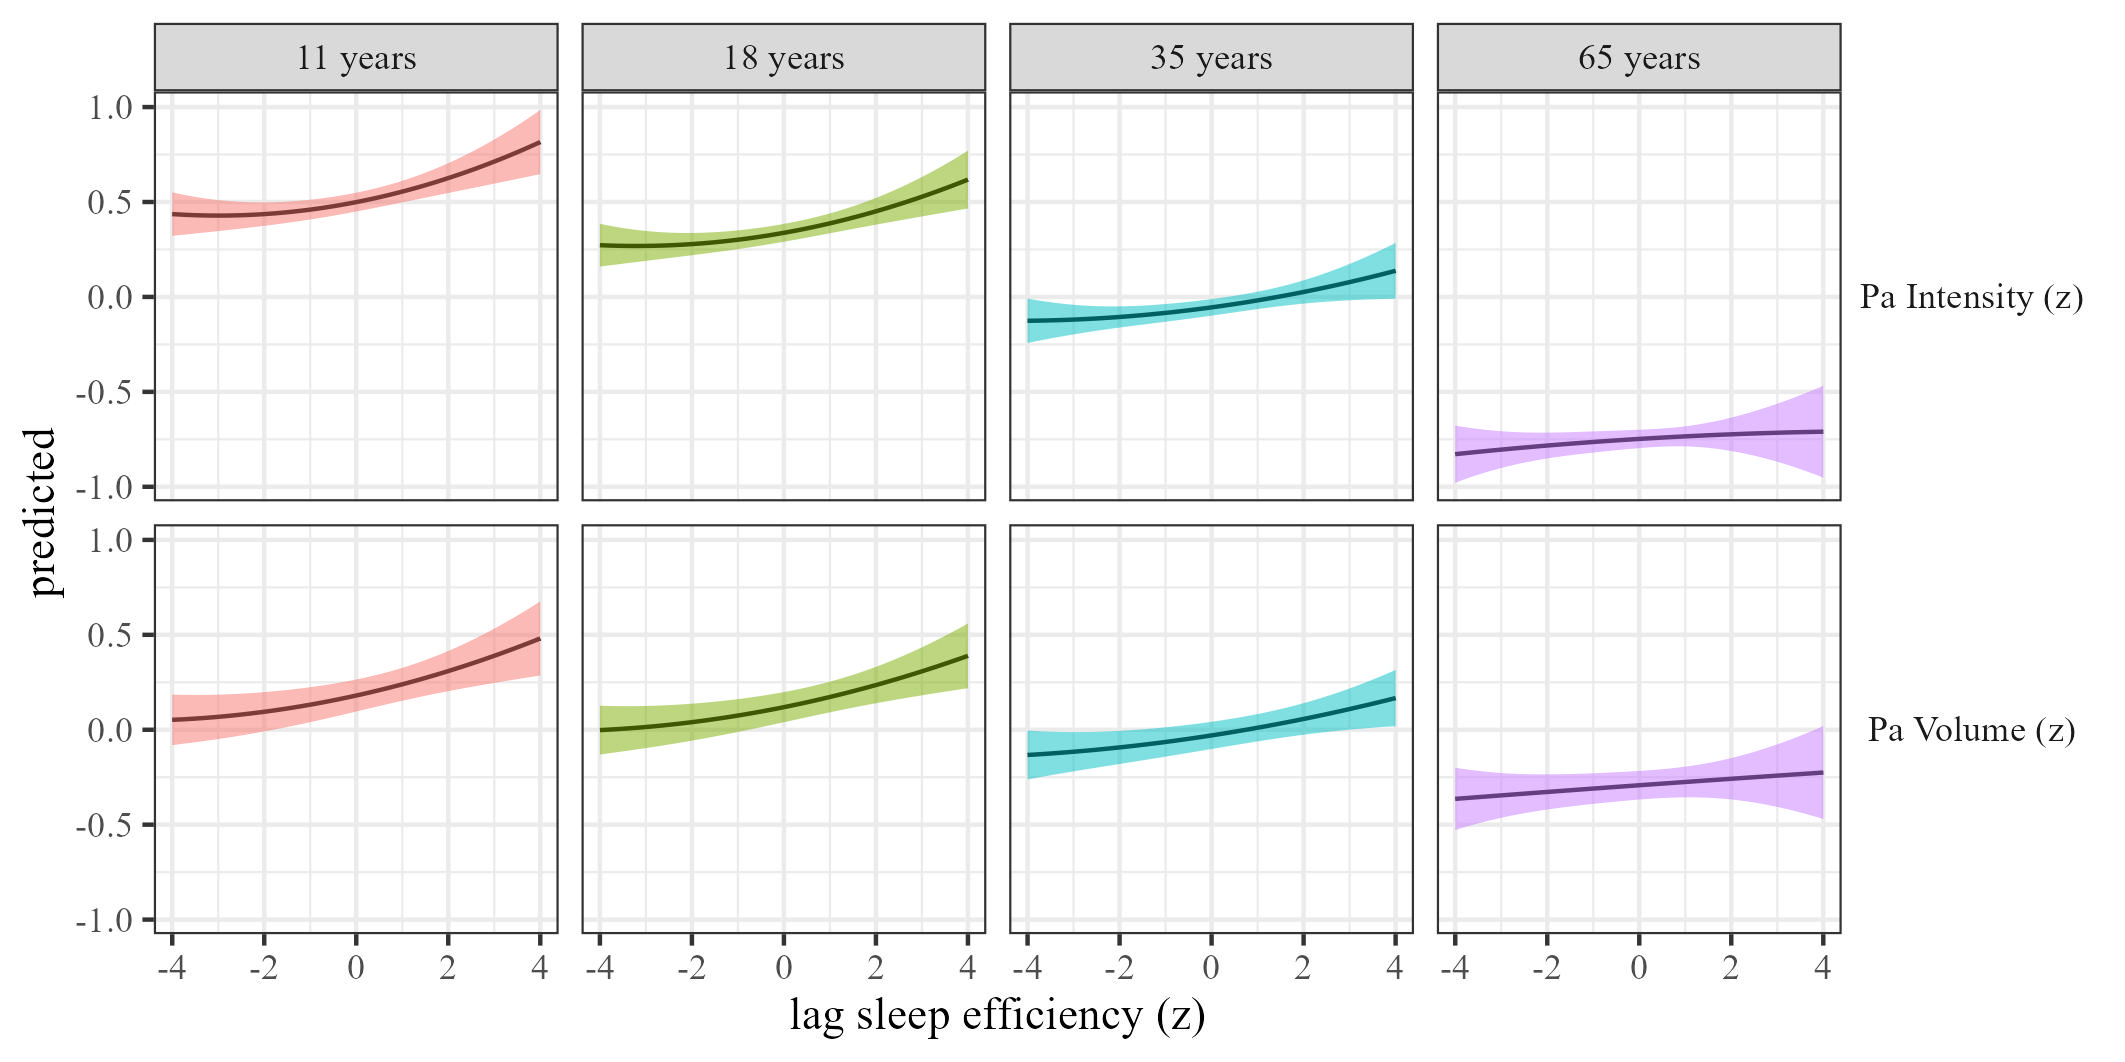 11 years
18 years
35 years
65 years
1.0
0.5
0.0
-0.5
-1.0
Pa Intensity (z)
predicted
1.0
0.5
0.0
-0.5
-1.0
Pa Volume (z)
-4 -2 0 2 4
-4 -2 0 2 4
-4 -2 0 2 4
-4 -2 0 2 4
lag sleep efficiency (z)